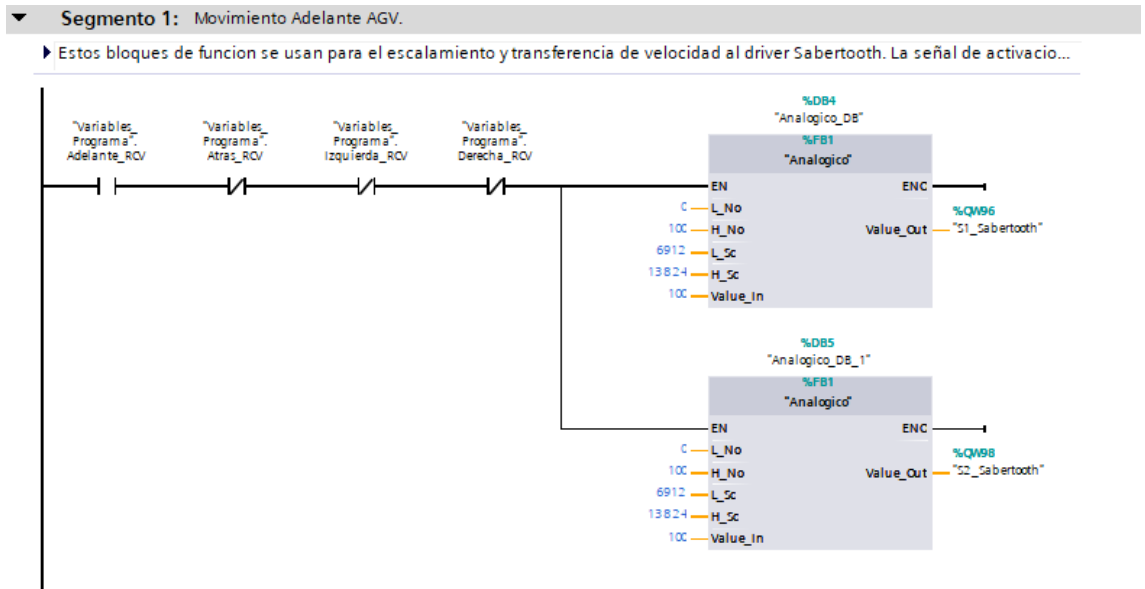 Segmento 1: Movimiento Adelante AGV.
Estos bloques de funcion se usan para el escalamiento y transferencia de velocidad al driver Sabertooth. La señal de activacio...
"Variables_
Programa".
Adelante_RCV
"Variables_
Programa".
Atras_RCV
"Variables_
Programa".
Izquierda_RCV
"Variables_
Programa".
Derecha_RCV
%DB4
"Analogico_DB"
%FB1
"Analogico"
EN ENO
0 L_No
%QW96
100 H_No Value_Out "S1_Sabertooth"
6912 L_Sc
13824 H_Sc
100 Value_In
%DB5
"Analogico_DB_1"
%FB1
"Analogico"
EN ENO
0 L_No
%QW98
100 H_No Value_Out "S2_Sabertooth"
6912 L_Sc
13824 H_Sc
100 Value_In